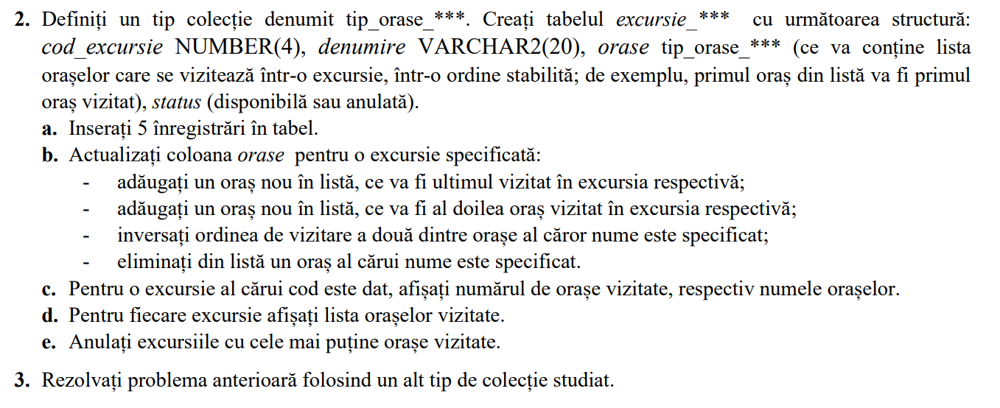 2. Definiți un tip colecție denumit tip_orase_***. Creați tabelul excursie_*** cu următoarea structură:
cod_excursie NUMBER(4), denumire VARCHAR2(20), orase tip_orase_*** (ce va conține lista
orașelor care se vizitează într-o excursie, într-o ordine stabilită; de exemplu, primul oraș din listă va fi primul
oraș vizitat), status (disponibilă sau anulată).
a. Inserați 5 înregistrări în tabel.
b. Actualizați coloana orase pentru o excursie specificată:
- adăugați un oraș nou în listă, ce va fi ultimul vizitat în excursia respectivă;
- adăugați un oraș nou în listă, ce va fi al doilea oraș vizitat în excursia respectivă;
- inversați ordinea de vizitare a două dintre orașe al căror nume este specificat;
- eliminați din listă un oraș al cărui nume este specificat.
c. Pentru o excursie al cărui cod este dat, afișați numărul de orașe vizitate, respectiv numele orașelor.
d. Pentru fiecare excursie afișați lista orașelor vizitate.
e. Anulați excursiile cu cele mai puține orașe vizitate.
3. Rezolvați problema anterioară folosind un alt tip de colecție studiat.